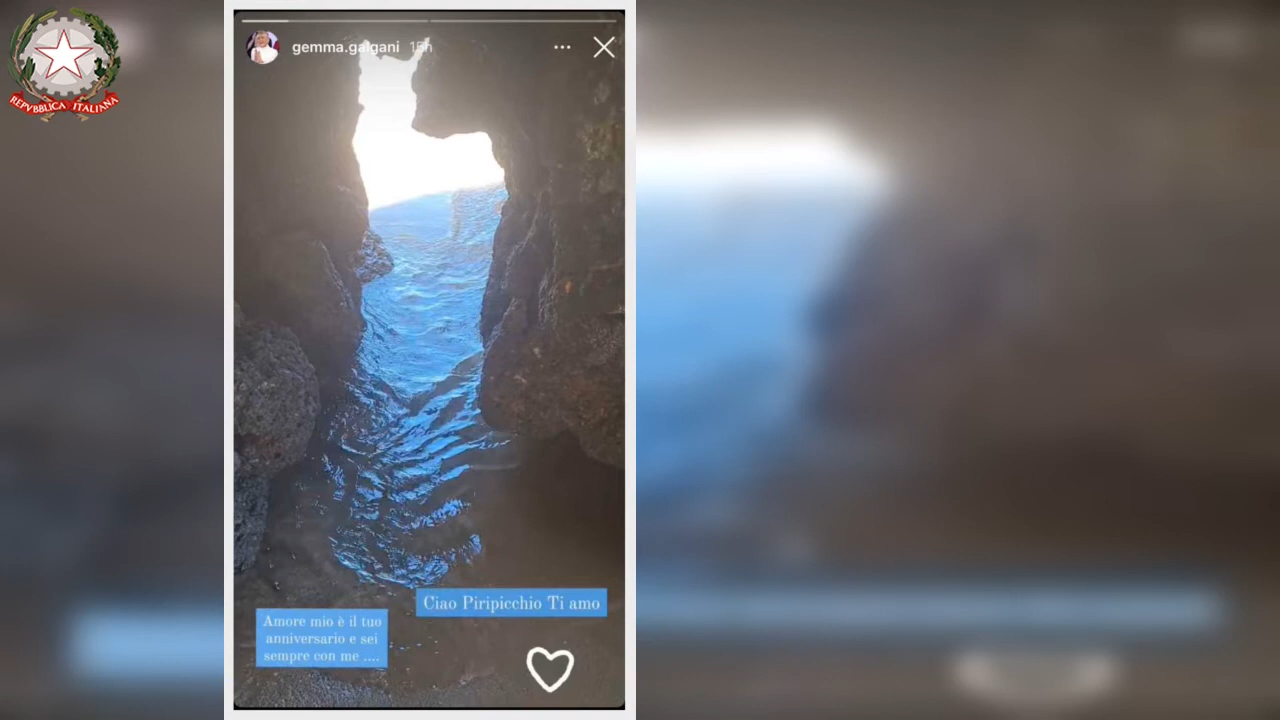 REPVBBLICA ITALIANA
gemma.galgani 15h
Ciao Piripicchio Ti amo
Amore mio è il tuo
anniversario e sei
sempre con me ....